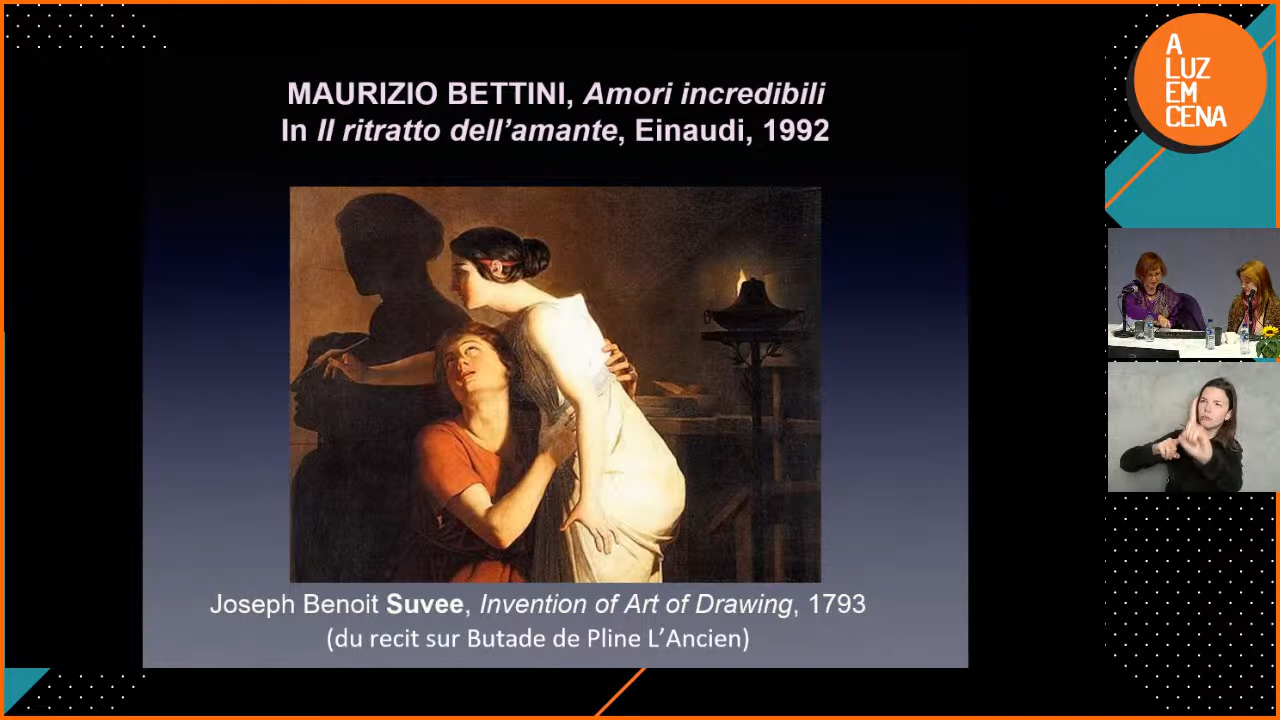 MAURIZIO BETTINI, Amori incredibili
In Il ritratto dell’amante, Einaudi, 1992
Joseph Benoit Suvee, Invention of Art of Drawing, 1793
(du recit sur Butade de Pline L’Ancien)
A
LUZ
EM
CENA